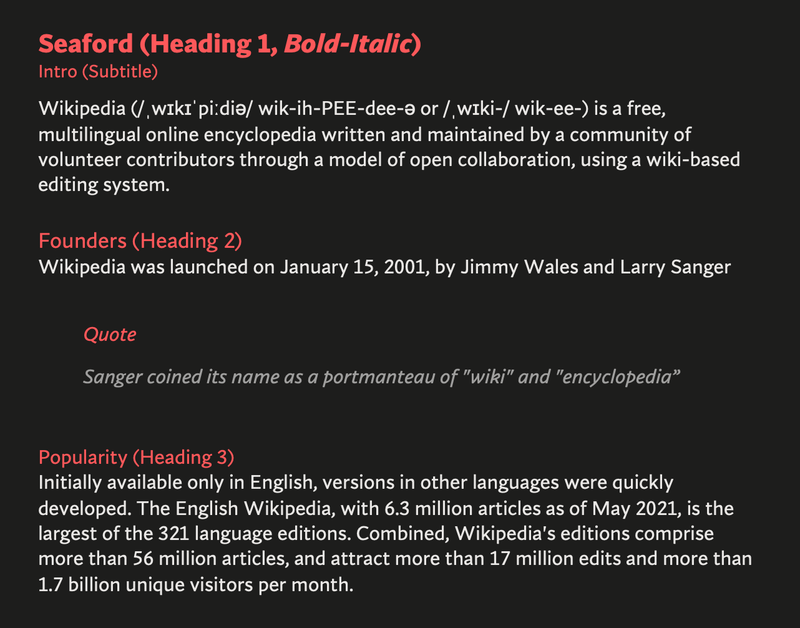 Seaford (Heading 1, Bold-Italic)
Intro (Subtitle)
Wikipedia (/ˌwɪkɪˈpiːdiə/ wik-ih-PEE-dee-ə or /ˌwɪki-/ wik-ee-) is a free,
multilingual online encyclopedia written and maintained by a community of
volunteer contributors through a model of open collaboration, using a wiki-based
editing system.
Founders (Heading 2)
Wikipedia was launched on January 15, 2001, by Jimmy Wales and Larry Sanger
Quote
Sanger coined its name as a portmanteau of "wiki" and "encyclopedia”
Popularity (Heading 3)
Initially available only in English, versions in other languages were quickly
developed. The English Wikipedia, with 6.3 million articles as of May 2021, is the
largest of the 321 language editions. Combined, Wikipedia's editions comprise
more than 56 million articles, and attract more than 17 million edits and more than
1.7 billion unique visitors per month.